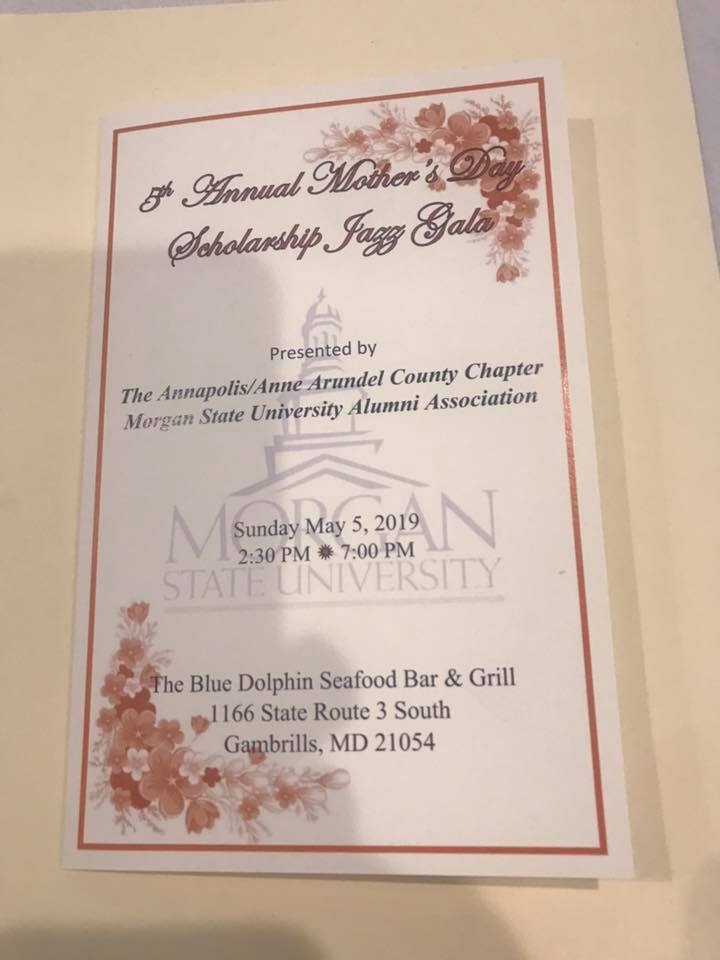 5th Annual Mother's Day
Scholarship Jazz Gala
Presented by
The Annapolis/Anne Arundel County Chapter
Morgan State University Alumni Association
MORGAN
STATE UNIVERSITY
Sunday May 5, 2019
2:30 PM ✹ 7:00 PM
The Blue Dolphin Seafood Bar & Grill
1166 State Route 3 South
Gambrills, MD 21054